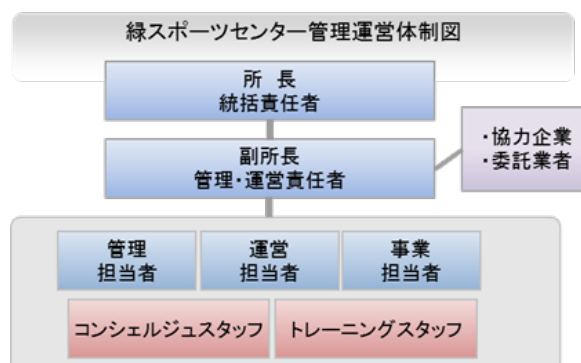 緑スポーツセンター管理運営体制図
所 長
統括責任者
副所長
管理・運営責任者
・協力企業
・委託業者
管理
担当者
運営
担当者
事業
担当者
コンシェルジュスタッフ
トレーニングスタッフ